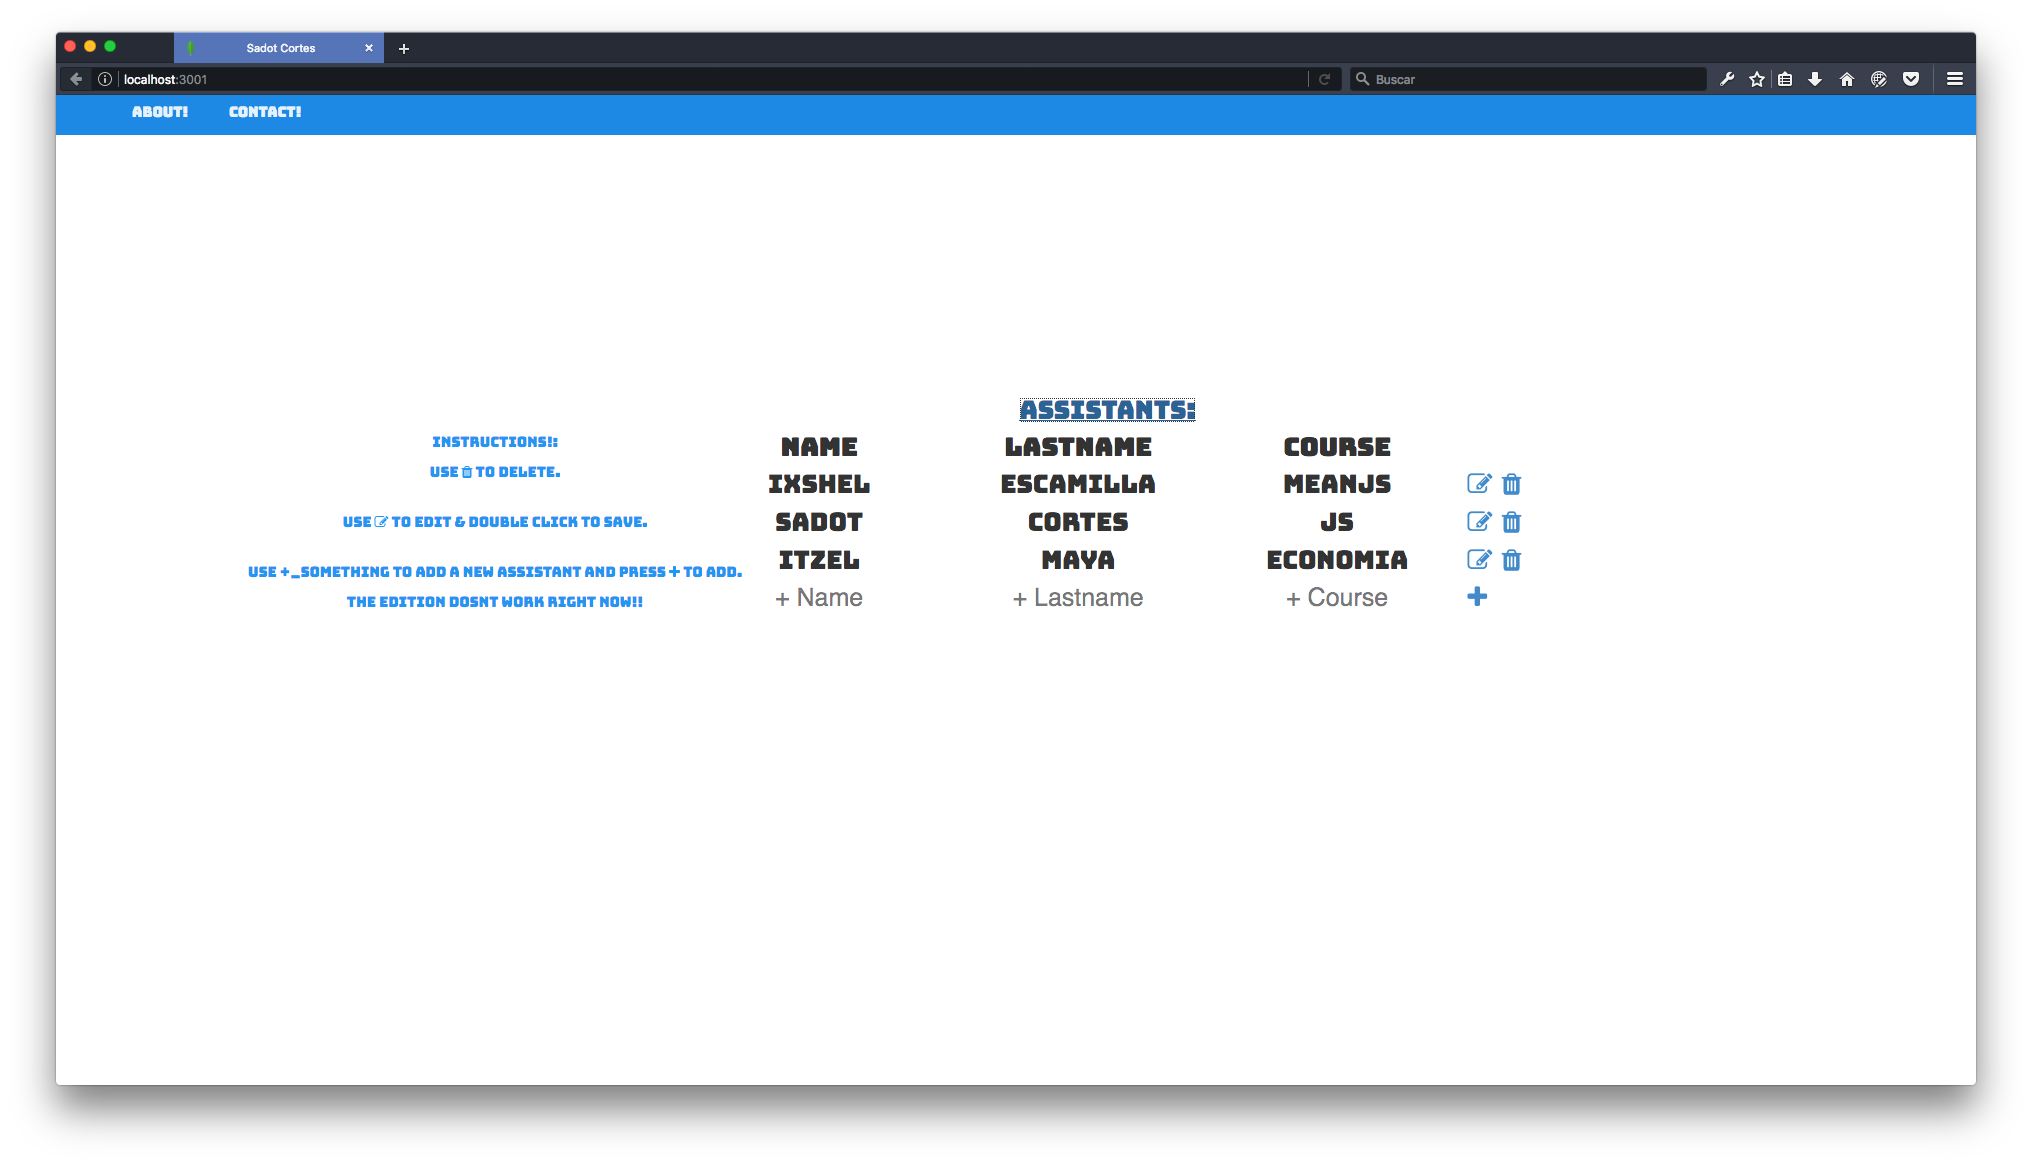 Sadot Cortes
localhost:3001
Buscar
ABOUT! CONTACT!
INSTRUCTIONS!:
USE TO DELETE.
USE TO EDIT & DOUBLE CLICK TO SAVE.
USE +_SOMETHING TO ADD A NEW ASSISTANT AND PRESS + TO ADD.
THE EDITION DOSNT WORK RIGHT NOW!!
ASSISTANTS:
NAME LASTNAME COURSE
IXSHEL ESCAMILLA MEANJS
SADOT CORTES JS
ITZEL MAYA ECONOMIA
+ Name + Lastname + Course